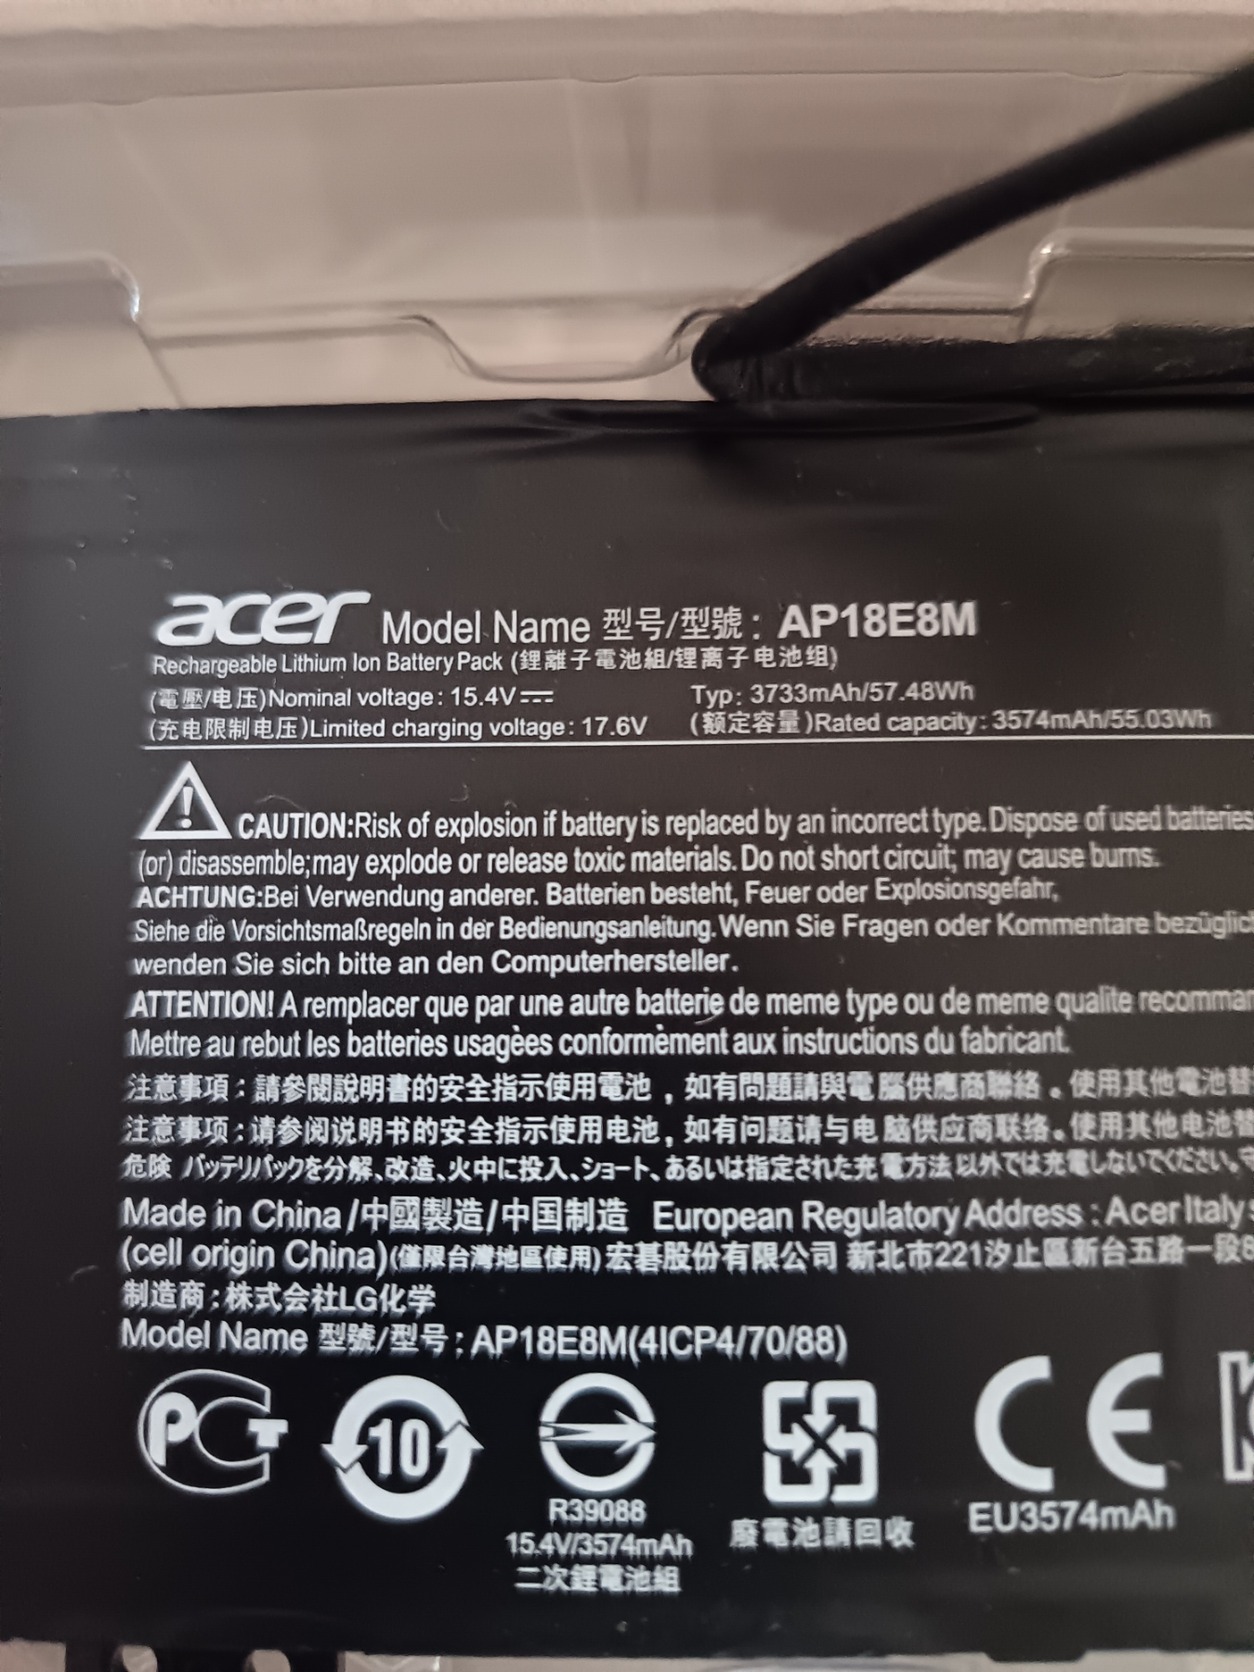 acer Model Name 型号/型號: AP18E8M
Rechargeable Lithium Ion Battery Pack (鋰離子電池組/锂离子电池组)
(電壓/电压)Nominal voltage: 15.4V⎓ Typ: 3733mAh/57.48Wh
(充电限制电压)Limited charging voltage: 17.6V (额定容量)Rated capacity: 3574mAh/55.03Wh
CAUTION:Risk of explosion if battery is replaced by an incorrect type. Dispose of used batteries
(or) disassemble;may explode or release toxic materials. Do not short circuit; may cause burns.
ACHTUNG:Bei Verwendung anderer. Batterien besteht, Feuer oder Explosionsgefahr,
Siehe die Vorsichtsmaßregeln in der Bedienungsanleitung. Wenn Sie Fragen oder Kommentare bezüglic
wenden Sie sich bitte an den Computerhersteller.
ATTENTION! A remplacer que par une autre batterie de meme type ou de meme qualite recomma
Mettre au rebut les batteries usagèes conformèment aux instructions du fabricant.
注意事項：請參閱說明書的安全指示使用電池，如有問題請與電腦供應商聯絡。使用其他電池替
注意事项：请参阅说明书的安全指示使用电池，如有问题请与电脑供应商联络。使用其他电池替
危険 バッテリパックを分解、改造、火中に投入、ショート、あるいは指定された充電方法以外では充電しないでください。
Made in China/中國製造/中国制造 European Regulatory Address : Acer Italy
(cell origin China)(僅限台灣地區使用)宏碁股份有限公司 新北市221汐止區新台五路一段
制造商:株式会社LG化学
Model Name 型號/型号: AP18E8M(4ICP4/70/88)
PCT 10 CE
R39088
15.4V/3574mAh
二次鋰電池組
廢電池請回收
EU3574mAh